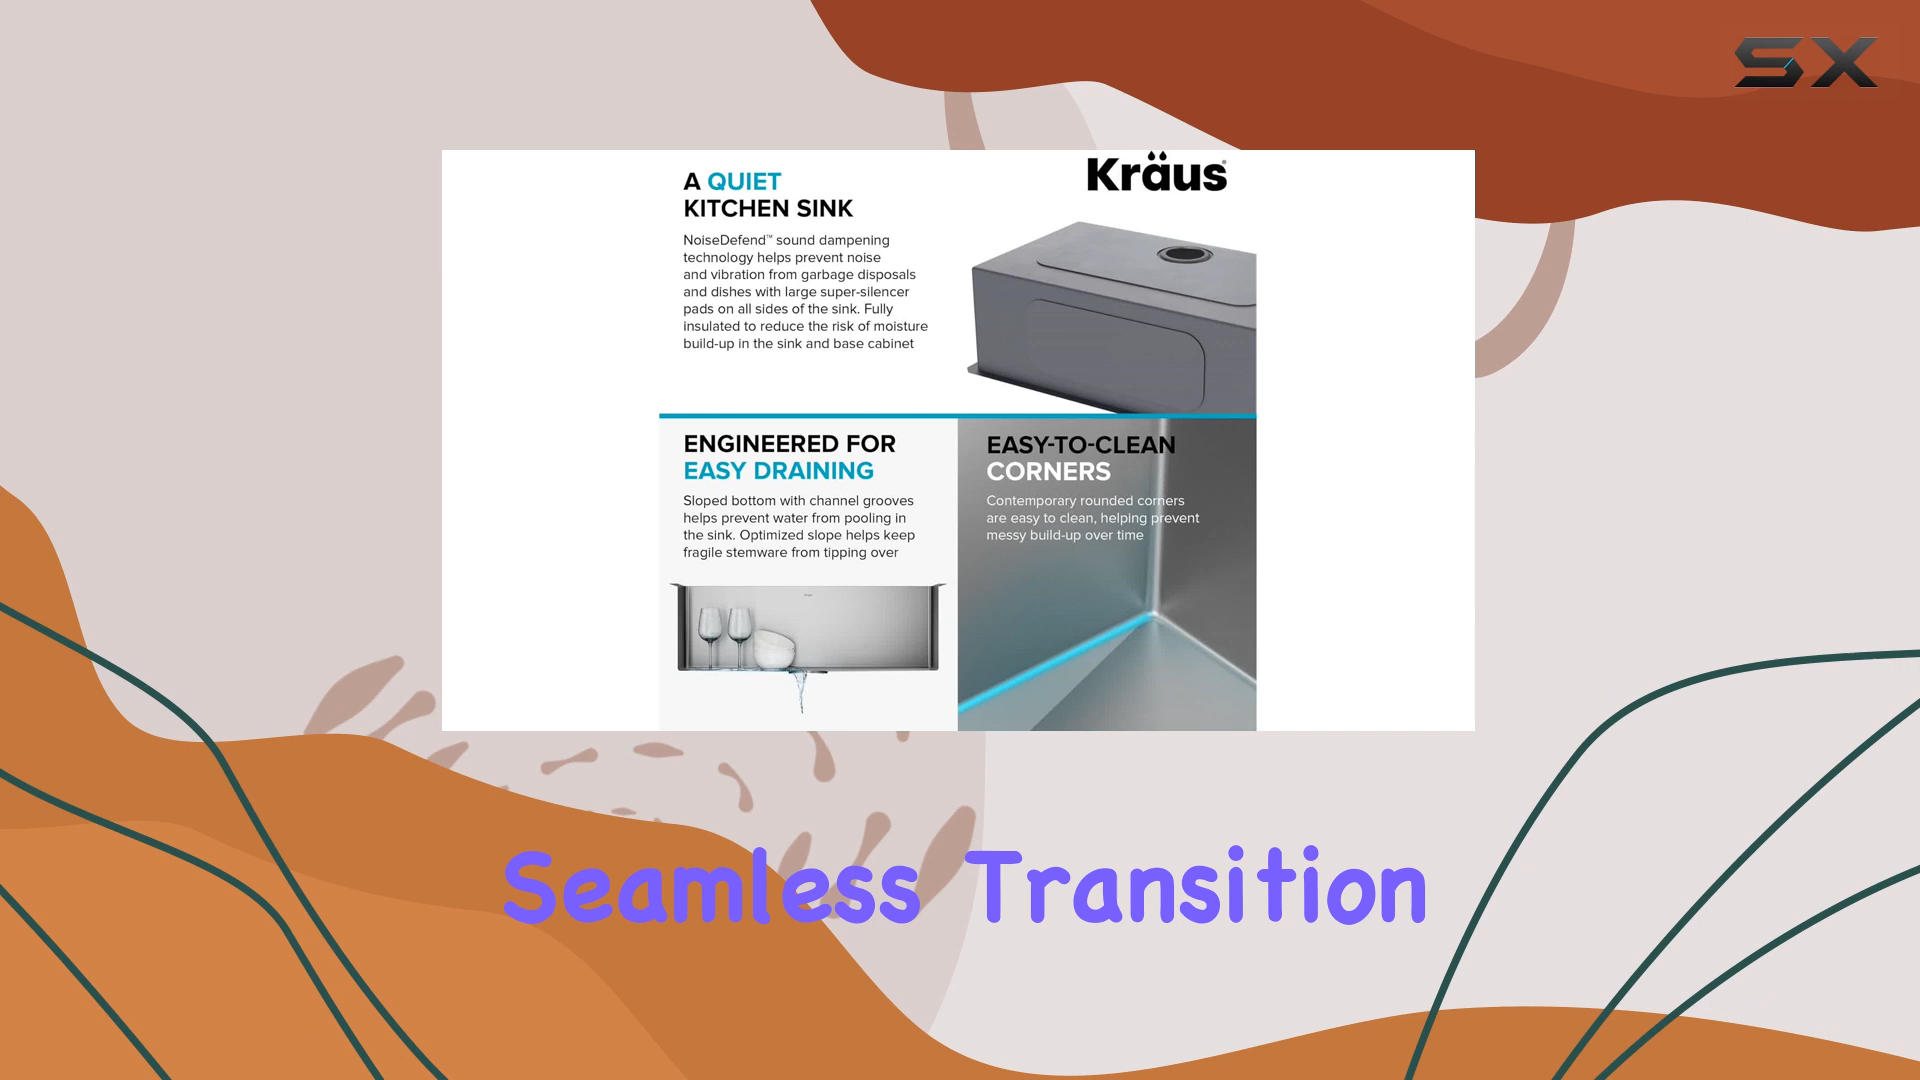 SX
Kräus
A QUIET
KITCHEN SINK
NoiseDefend™ sound dampening
technology helps prevent noise
and vibration from garbage disposals
and dishes with large super-silencer
pads on all sides of the sink. Fully
insulated to reduce the risk of moisture
build-up in the sink and base cabinet
ENGINEERED FOR
EASY DRAINING
Sloped bottom with channel grooves
helps prevent water from pooling in
the sink. Optimized slope helps keep
fragile stemware from tipping over
EASY-TO-CLEAN
CORNERS
Contemporary rounded corners
are easy to clean, helping prevent
messy build-up over time
Seamless Transition